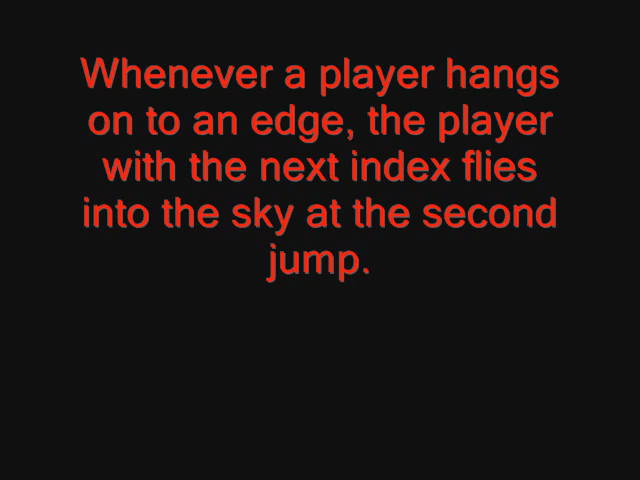 Whenever a player hangs
on to an edge, the player
with the next index flies
into the sky at the second
jump.